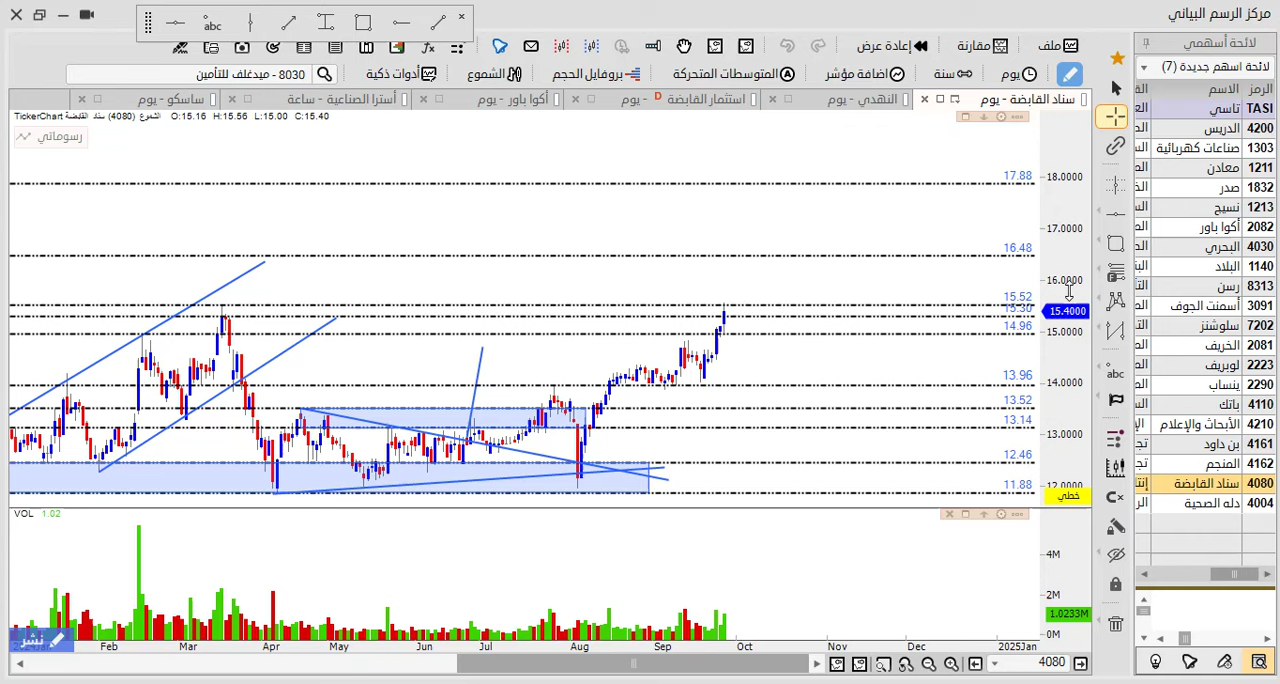 مركز الرسم البياني
abc
ملف
مقارنة
إعادة عرض
لائحة أسهمي
يوم
سنة
اضافة مؤشر
المتوسطات المتحركة
بروفايل الحجم
الشموع
أدوات ذكية
8030 - ميدغلف للتأمين
لائحة اسهم جديدة (7)
سناد القابضة - يوم
النهدي - يوم
استثمار القابضة - يوم
أكوا باور - يوم
أسترا الصناعية - ساعة
ساسكو - يوم
TickerChart سناد القابضة (4080) يوم الشموع O:15.16 H:15.56 L:15.00 C:15.40
رسوماتي
17.88
16.48
15.52
15.30
14.96
13.96
13.52
13.14
12.46
11.88
18.0000
17.0000
16.0000
15.4000
15.0000
14.0000
13.0000
12.0000
خطي
VOL 1.02
4M
2M
1.0233M
0M
نشر
Feb Mar Apr May Jun Jul Aug Sep Oct Nov Dec 2025Jan
4080
abc
الرمز الاسم
TASI تاسي
4200 الدريس
1303 صناعات كهربائية
1211 معادن
1832 صدر
1213 نسيج
2082 أكوا باور
4030 البحري
1140 البلاد
8313 رسن
3091 أسمنت الجوف
7202 سلوشنز
2081 الخريف
2223 لوبريف
2290 ينساب
4110 باتك
4210 الأبحاث والإعلام
4161 بن داود
4162 المنجم
4080 سناد القابضة
4004 دله الصحية